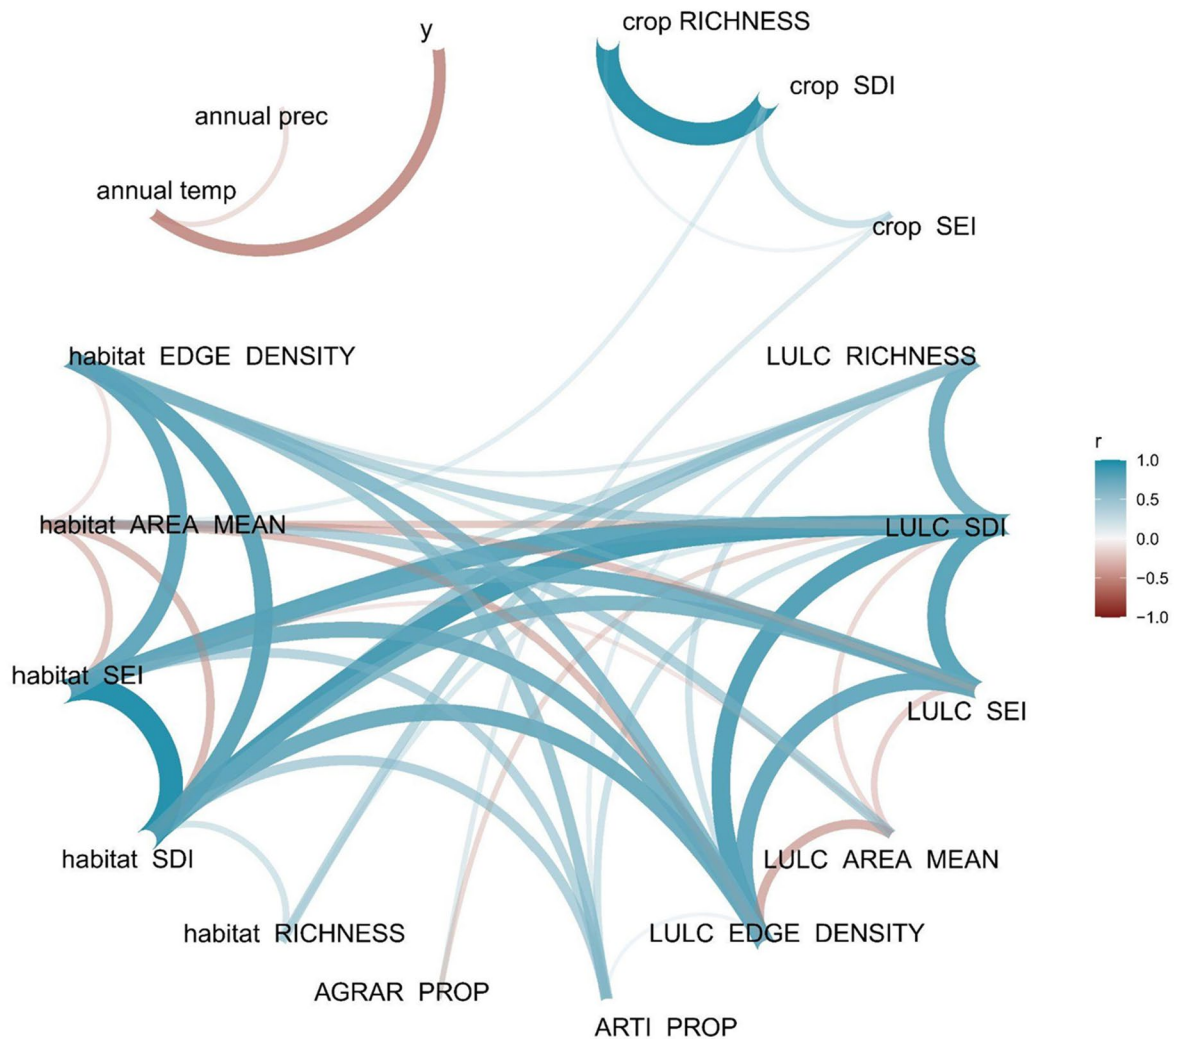 y
crop RICHNESS
crop SDI
annual prec
annual temp
crop SEI
habitat EDGE DENSITY
LULC RICHNESS
r
1.0
0.5
0.0
−0.5
−1.0
habitat AREA MEAN
LULC SDI
habitat SEI
LULC SEI
habitat SDI
LULC AREA MEAN
habitat RICHNESS
LULC EDGE DENSITY
AGRAR PROP
ARTI PROP